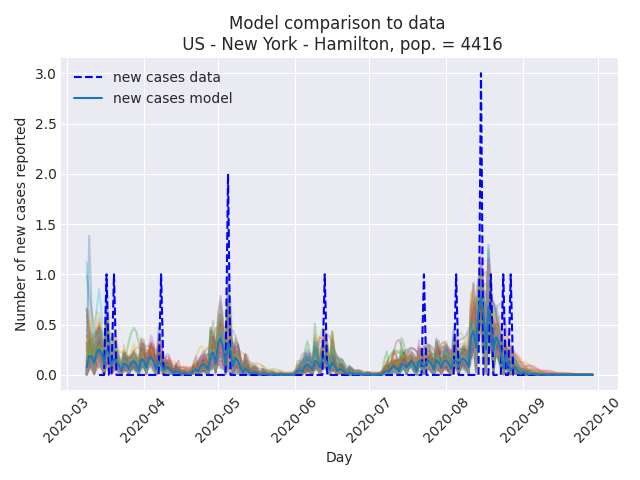 Model comparison to data
US - New York - Hamilton, pop. = 4416
new cases data
new cases model
Number of new cases reported
3.0
2.5
2.0
1.5
1.0
0.5
0.0
2020-03
2020-04
2020-05
2020-06
2020-07
2020-08
2020-09
2020-10
Day